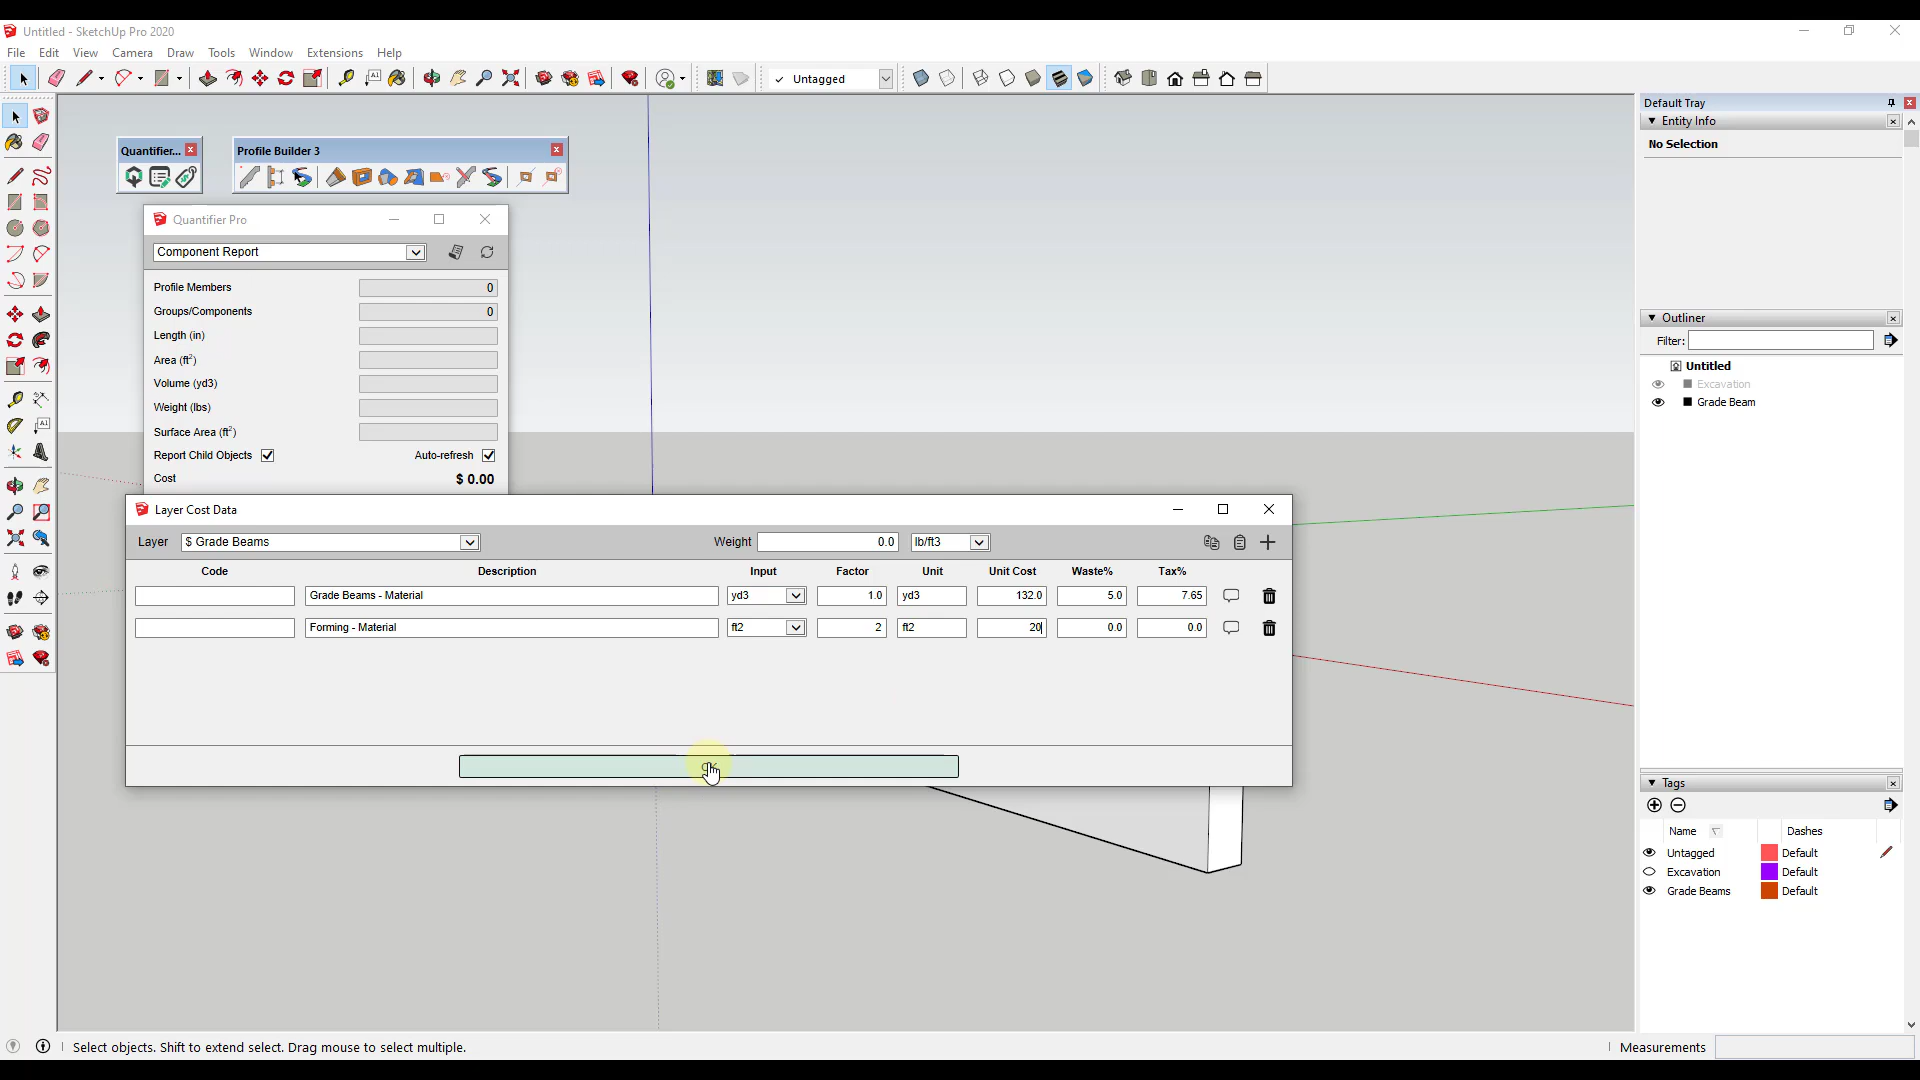 Untitled - SketchUp Pro 2020
File Edit View Camera Draw Tools Window Extensions Help
Untagged
Default Tray
Entity Info
No Selection
Quantifier...
Profile Builder 3
Quantifier Pro
Component Report
Profile Members 0
Groups/Components 0
Length (in)
Area (ft²)
Volume (yd3)
Weight (lbs)
Surface Area (ft²)
Report Child Objects Auto-refresh
Cost $ 0.00
Outliner
Filter:
Untitled
Excavation
Grade Beam
Layer Cost Data
Layer $ Grade Beams Weight 0.0 lb/ft3
Code Description Input Factor Unit Unit Cost Waste% Tax%
Grade Beams - Material yd3 1.0 yd3 132.0 5.0 7.65
Forming - Material ft2 2 ft2 20 0.0 0.0
Tags
Name Dashes
Untagged Default
Excavation Default
Grade Beams Default
Select objects. Shift to extend select. Drag mouse to select multiple.
Measurements